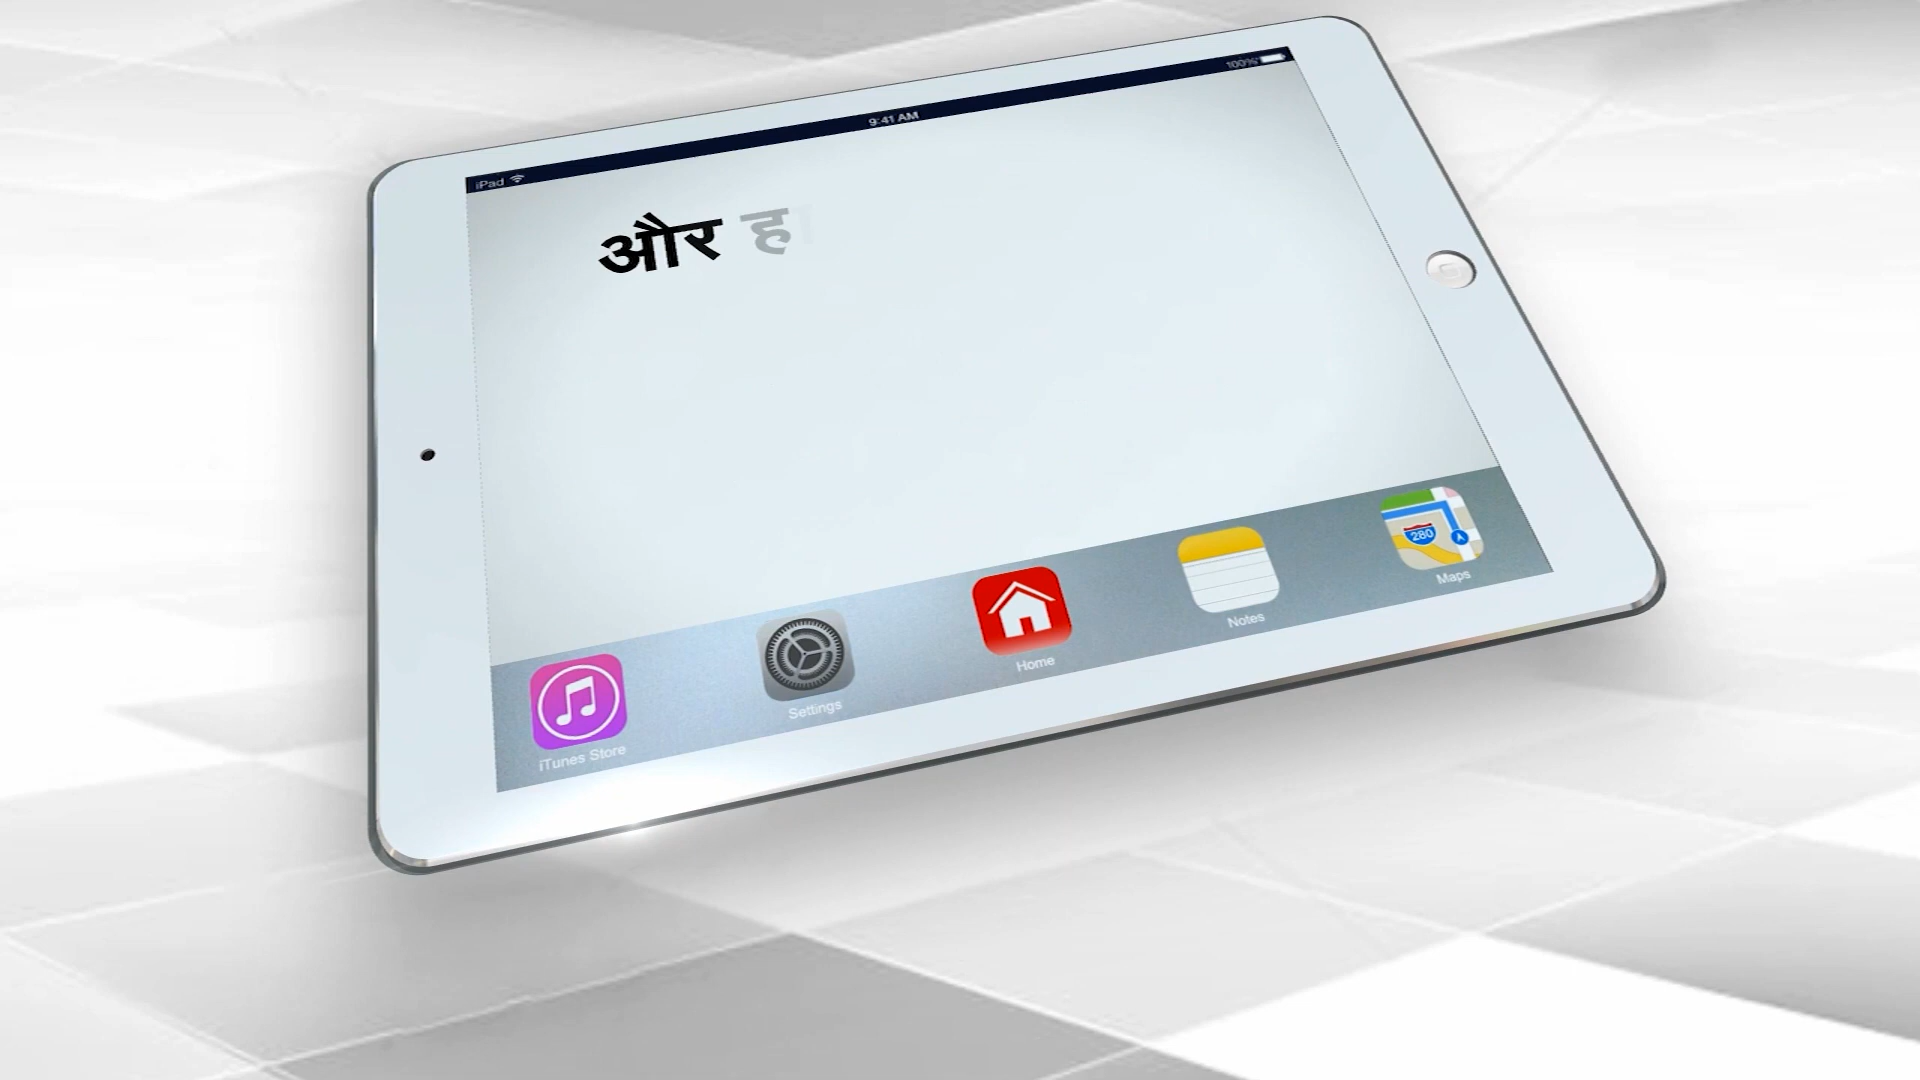 iPad 9:41 AM 100%
और
iTunes Store Settings Home Notes Maps
280